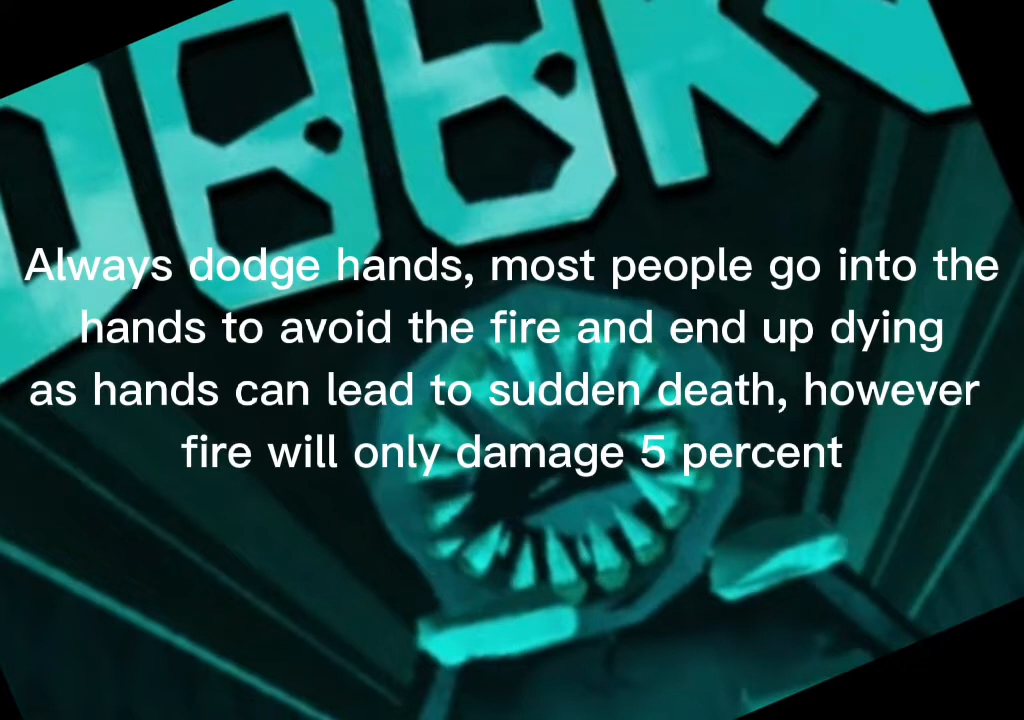 Always dodge hands, most people go into the
hands to avoid the fire and end up dying
as hands can lead to sudden death, however
fire will only damage 5 percent